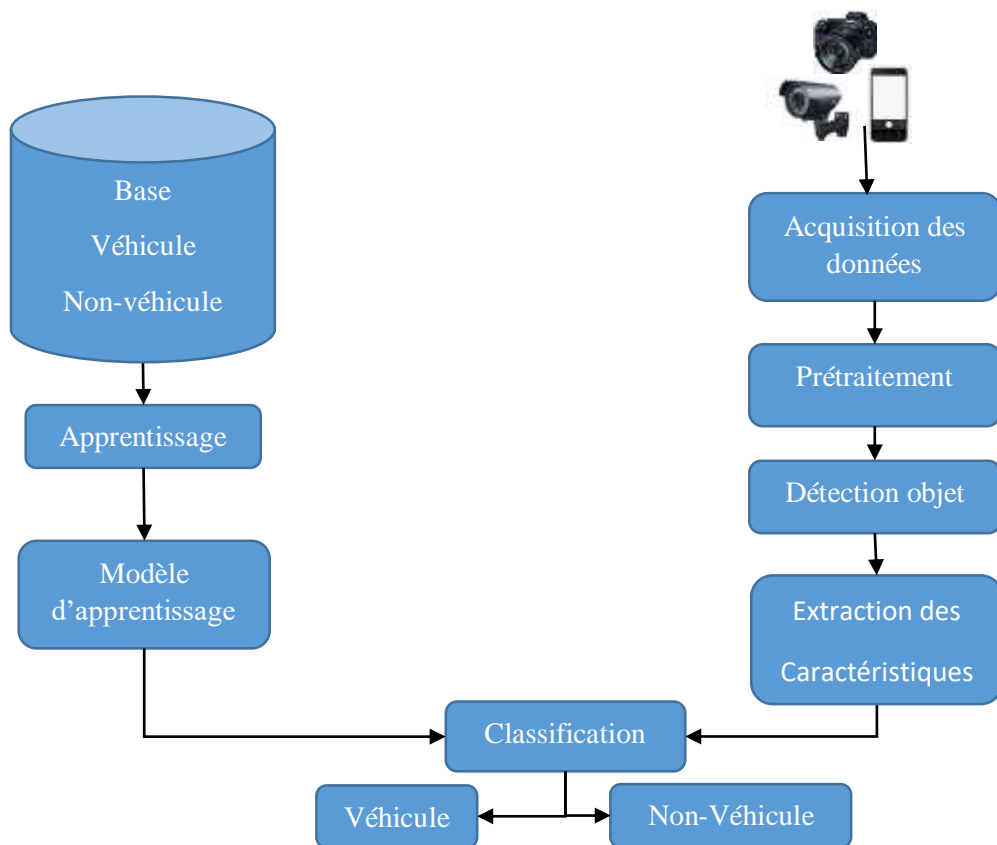 Base
Véhicule
Non-véhicule
Apprentissage
Modèle
d’apprentissage
Acquisition des
données
Prétraitement
Détection objet
Extraction des
Caractéristiques
Classification
Véhicule
Non-Véhicule